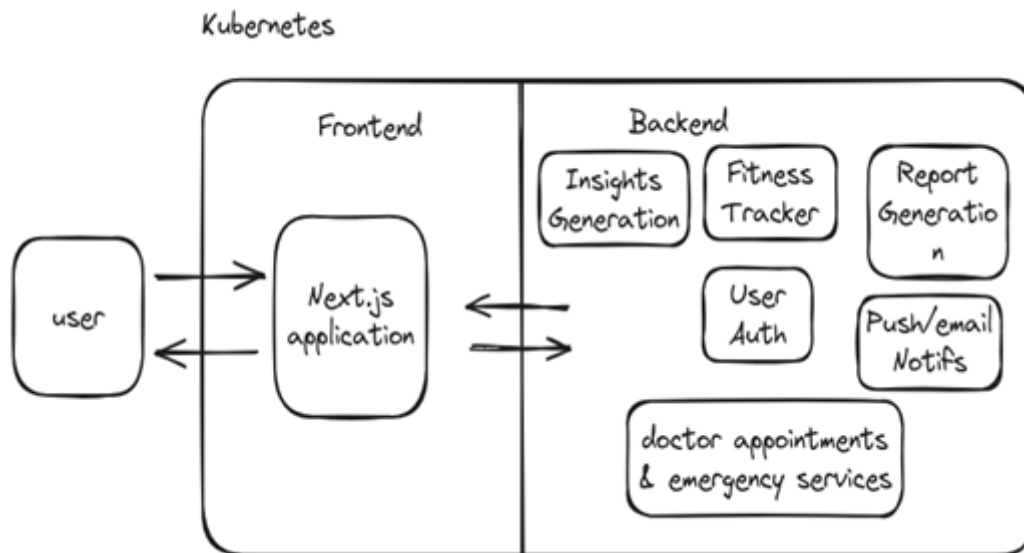 Kubernetes
Frontend
Backend
Insights
Generation
Fitness
Tracker
Report
Generatio
n
user
Next.js
application
User
Auth
Push/email
Notifs
doctor appointments
& emergency services